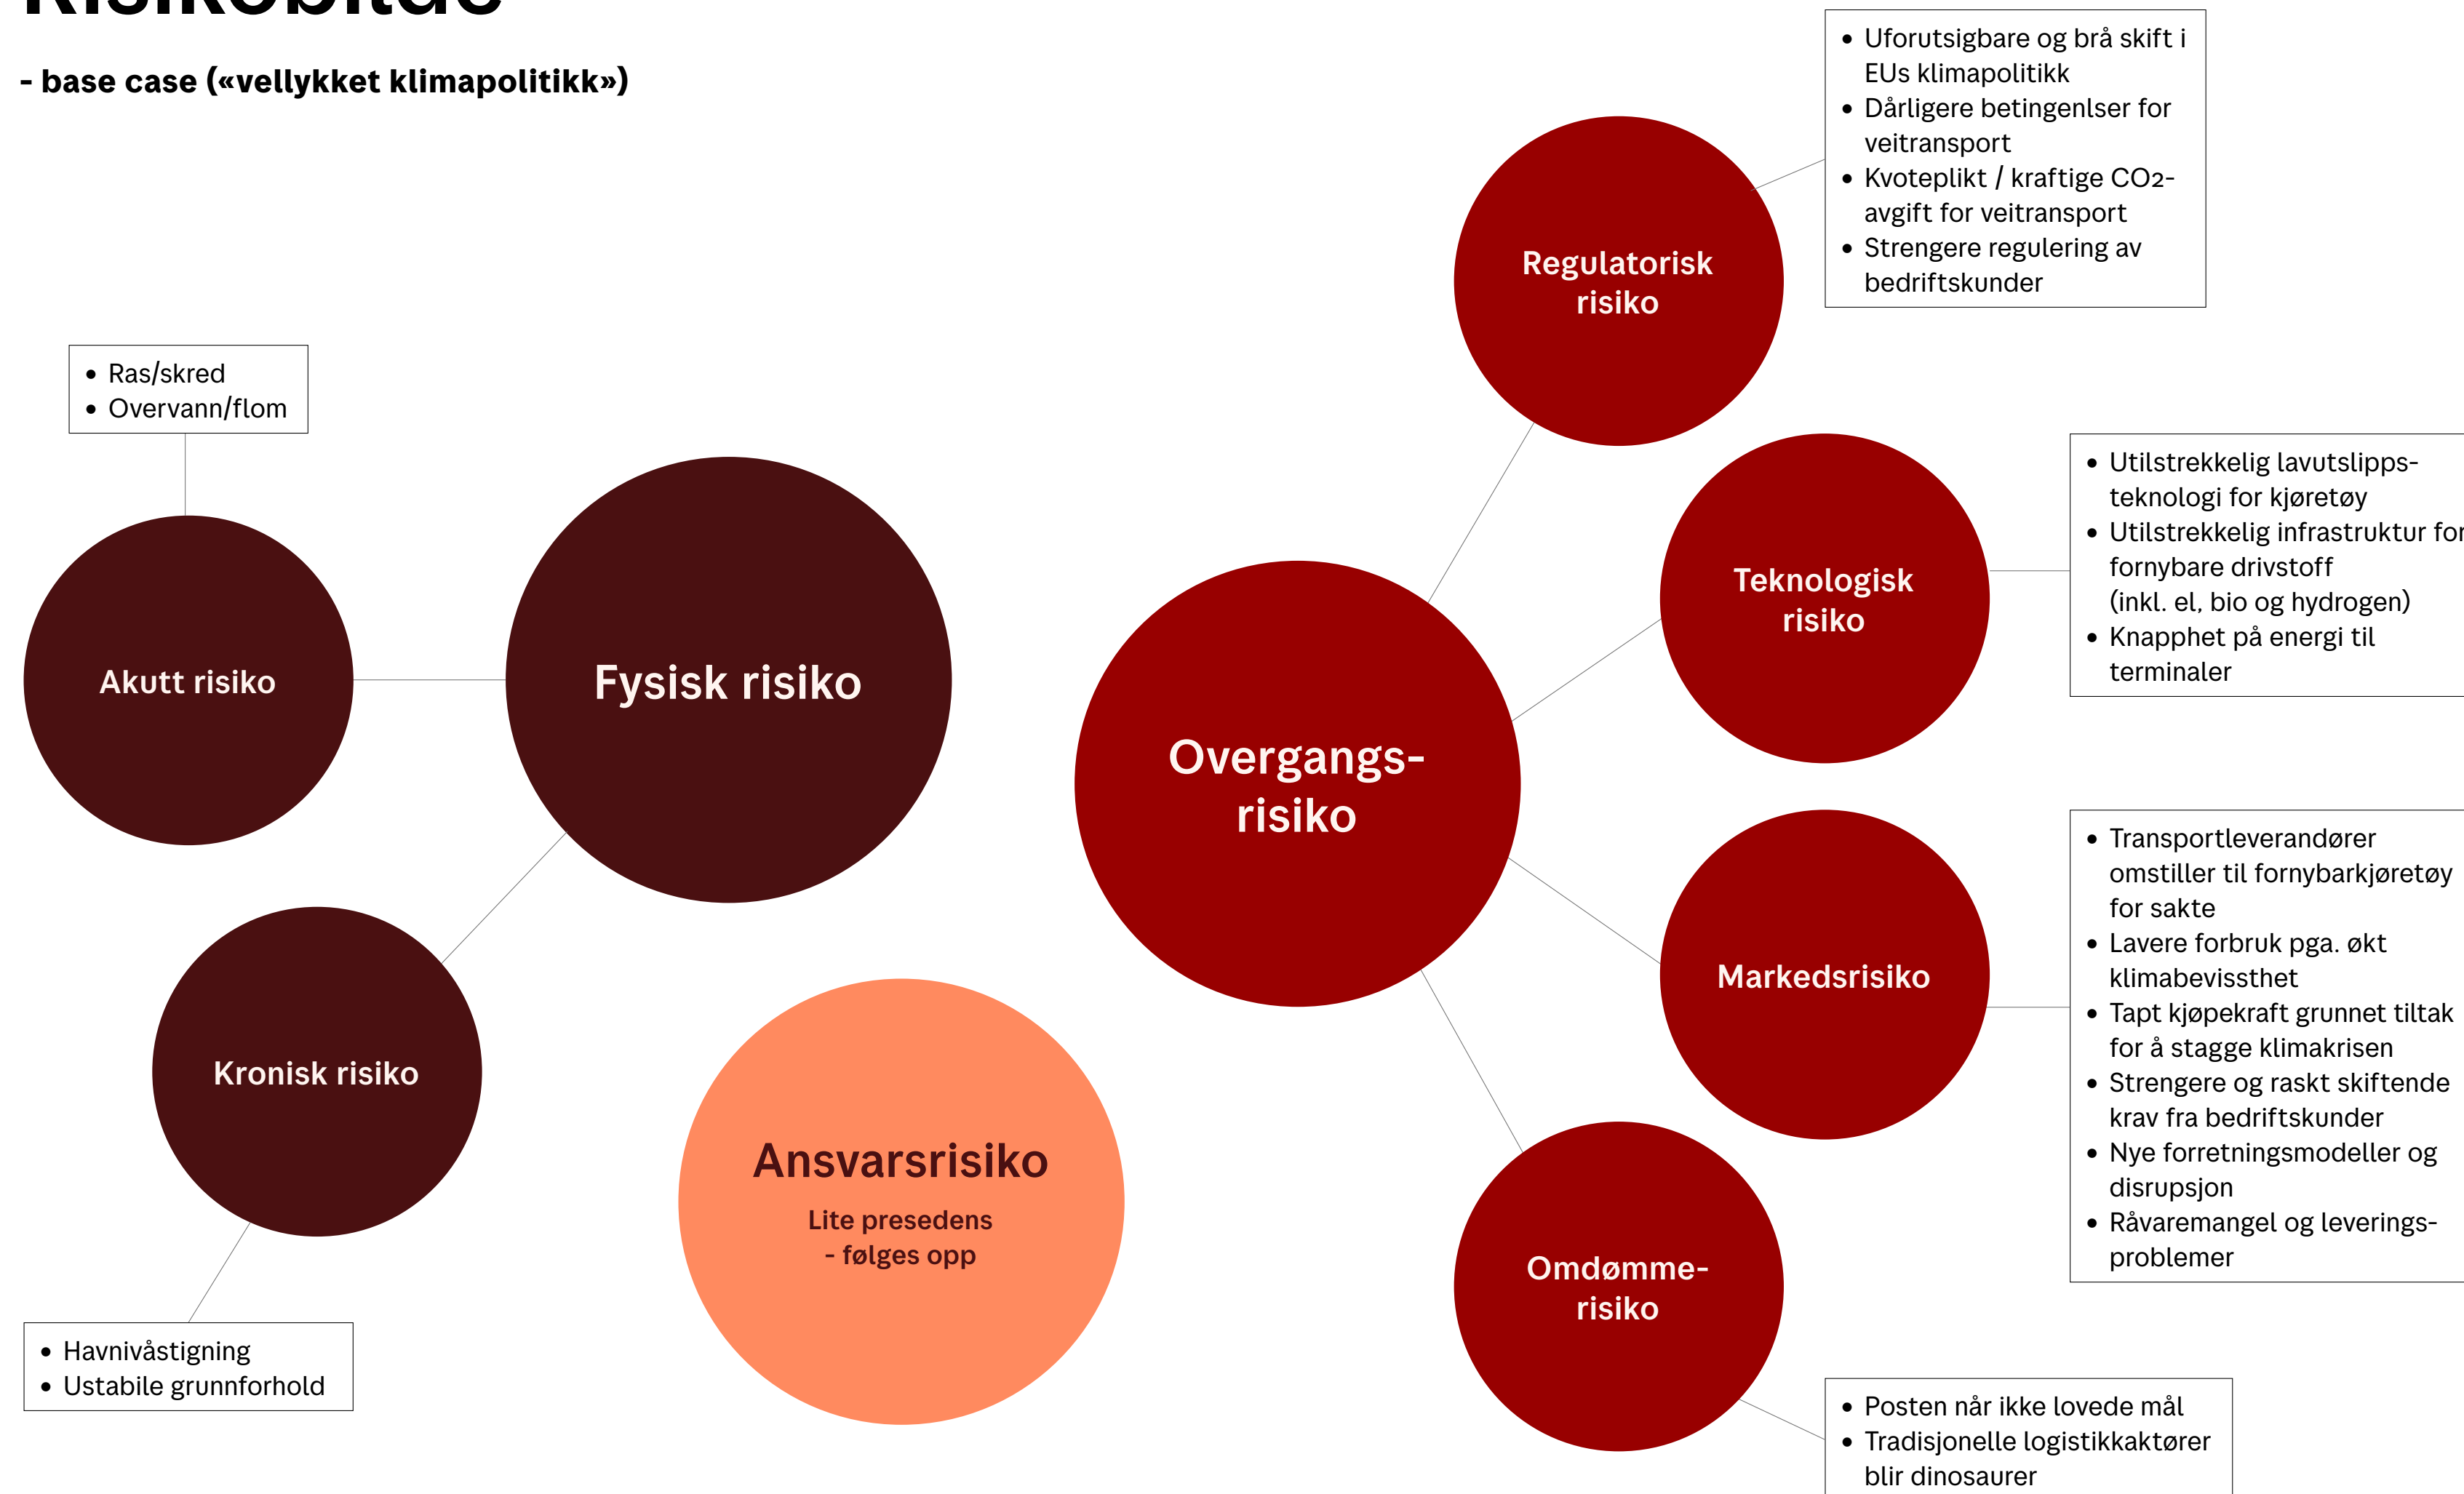 Risikobilde
- base case («vellykket klimapolitikk»)
• Ras/skred
• Overvann/flom
Akutt risiko
Fysisk risiko
Kronisk risiko
• Havnivåstigning
• Ustabile grunnforhold
Ansvarsrisiko
Lite presedens
- følges opp
Overgangs-
risiko
Regulatorisk
risiko
• Uforutsigbare og brå skift i
EUs klimapolitikk
• Dårligere betingenlser for
veitransport
• Kvoteplikt / kraftige CO2-
avgift for veitransport
• Strengere regulering av
bedriftskunder
Teknologisk
risiko
• Utilstrekkelig lavutslipps-
teknologi for kjøretøy
• Utilstrekkelig infrastruktur for
fornybare drivstoff
(inkl. el, bio og hydrogen)
• Knapphet på energi til
terminaler
Markedsrisiko
• Transportleverandører
omstiller til fornybarkjøretøy
for sakte
• Lavere forbruk pga. økt
klimabevissthet
• Tapt kjøpekraft grunnet tiltak
for å stagge klimakrisen
• Strengere og raskt skiftende
krav fra bedriftskunder
• Nye forretningsmodeller og
disrupsjon
• Råvaremangel og leverings-
problemer
Omdømme-
risiko
• Posten når ikke lovede mål
• Tradisjonelle logistikkaktører
blir dinosaurer